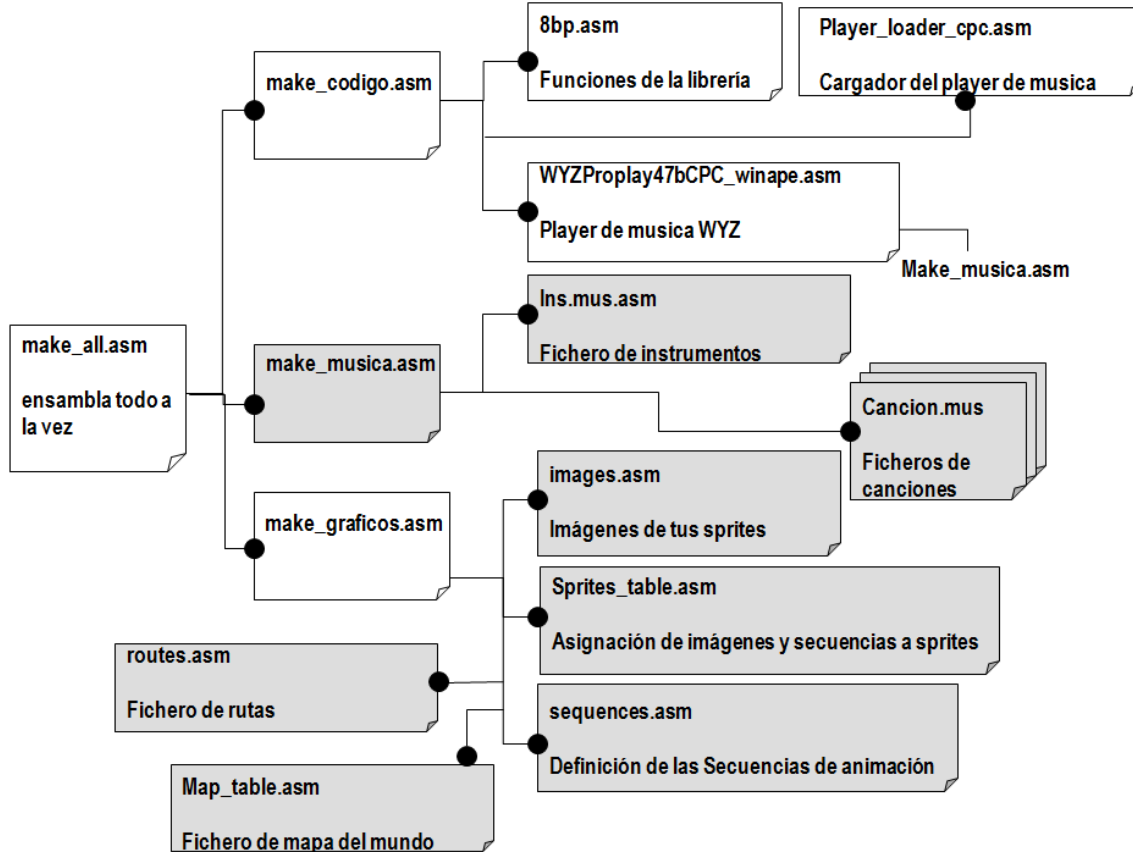 8bp.asm
Funciones de la librería
Player_loader_cpc.asm
Cargador del player de musica
make_codigo.asm
WYZProplay47bCPC_winape.asm
Player de musica WYZ
Make_musica.asm
Ins.mus.asm
Fichero de instrumentos
make_all.asm
ensambla todo a
la vez
make_musica.asm
Cancion.mus
Ficheros de
canciones
images.asm
Imágenes de tus sprites
make_graficos.asm
Sprites_table.asm
Asignación de imágenes y secuencias a sprites
routes.asm
Fichero de rutas
sequences.asm
Definición de las Secuencias de animación
Map_table.asm
Fichero de mapa del mundo